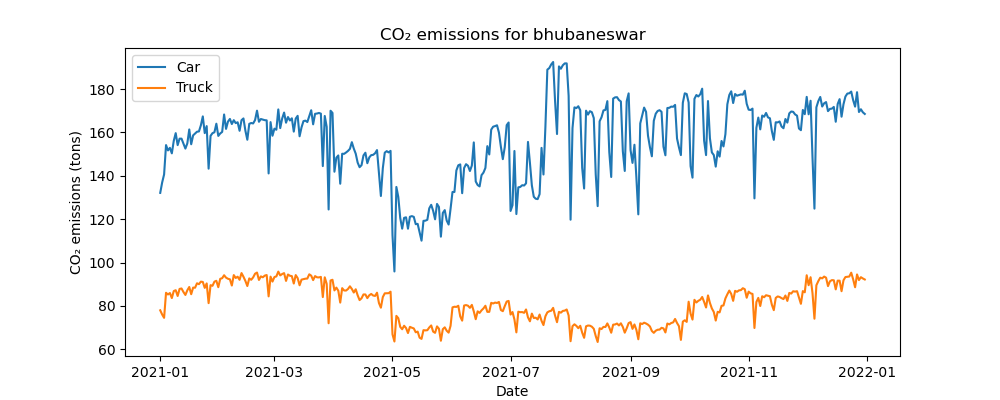 CO₂ emissions for bhubaneswar
Car
Truck
CO₂ emissions (tons)
180
160
140
120
100
80
60
2021-01 2021-03 2021-05 2021-07 2021-09 2021-11 2022-01
Date